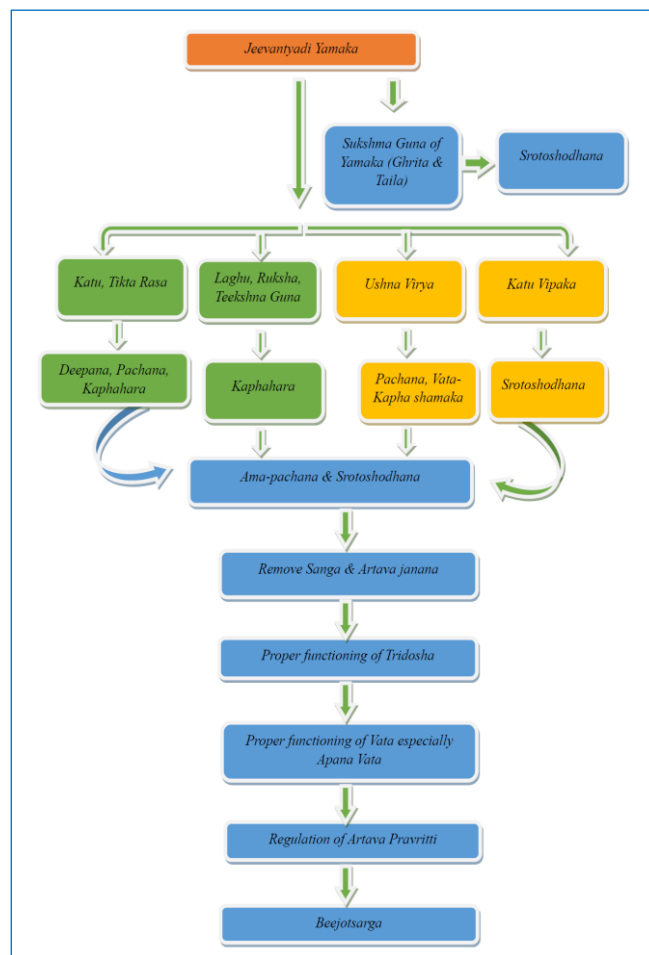 Jeevantyadi Yamaka
Sukshma Guna of
Yamaka (Ghrita &
Taila)
Srotoshodhana
Katu, Tikta Rasa
Laghu, Ruksha,
Teekshna Guna
Ushna Virya
Katu Vipaka
Deepana, Pachana,
Kaphahara
Kaphahara
Pachana, Vata-
Kapha shamaka
Srotoshodhana
Ama-pachana & Srotoshodhana
Remove Sanga & Artava janana
Proper functioning of Tridosha
Proper functioning of Vata especially
Apana Vata
Regulation of Artava Pravritti
Beejotsarga